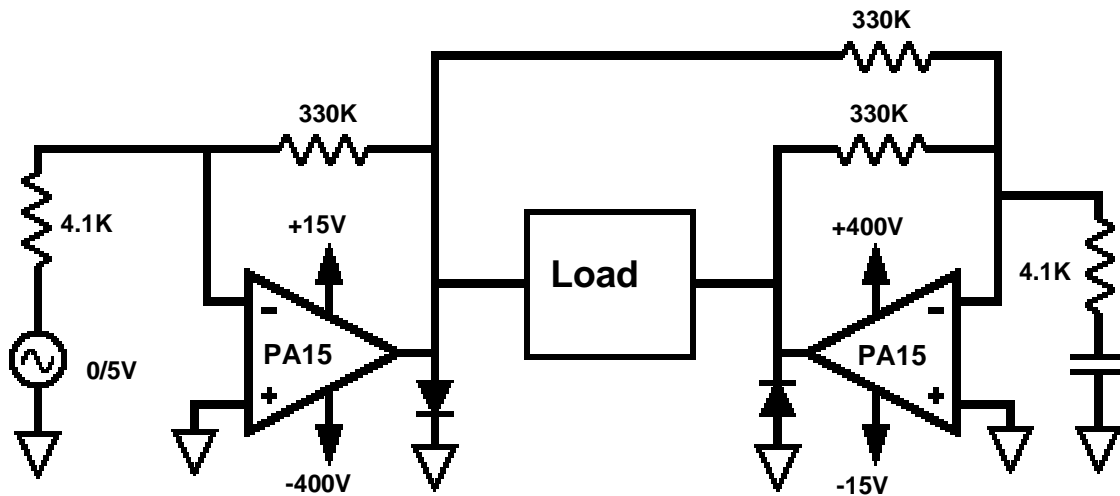 330K
330K
330K
4.1K
+15V
+400V
Load
4.1K
-
PA15
+
0/5V
-
PA15
+
-400V
-15V